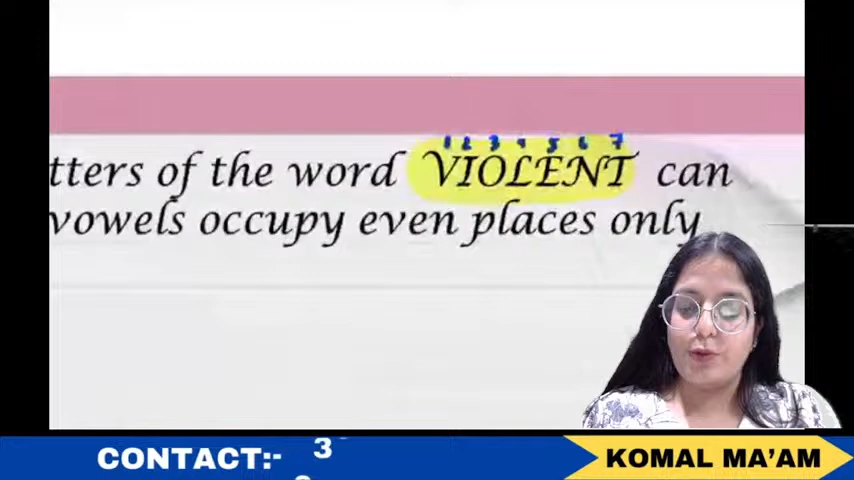 1 2 3 4 5 6 7
tters of the word VIOLENT can
vowels occupy even places only
CONTACT:- 3
KOMAL MA'AM